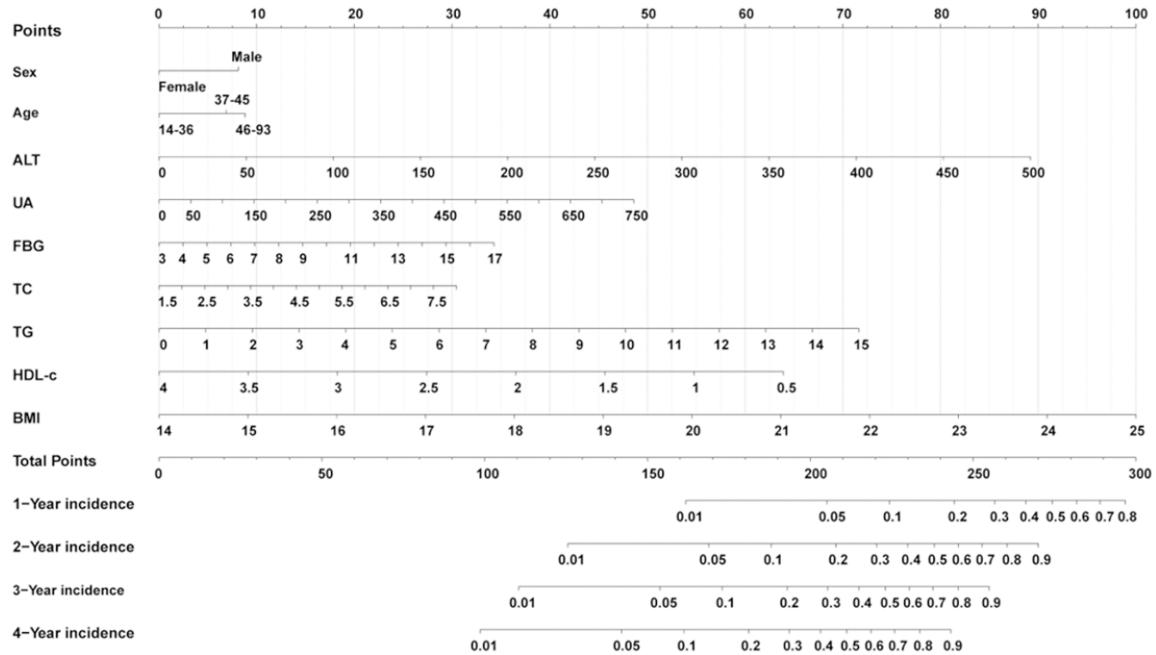 0 10 20 30 40 50 60 70 80 90 100
Points
Male
Sex
Female
37-45
Age
14-36 46-93
ALT
0 50 100 150 200 250 300 350 400 450 500
UA
0 50 150 250 350 450 550 650 750
FBG
3 4 5 6 7 8 9 11 13 15 17
TC
1.5 2.5 3.5 4.5 5.5 6.5 7.5
TG
0 1 2 3 4 5 6 7 8 9 10 11 12 13 14 15
HDL-c
4 3.5 3 2.5 2 1.5 1 0.5
BMI
14 15 16 17 18 19 20 21 22 23 24 25
Total Points
0 50 100 150 200 250 300
1−Year incidence
0.01 0.05 0.1 0.2 0.3 0.4 0.5 0.6 0.7 0.8
2−Year incidence
0.01 0.05 0.1 0.2 0.3 0.4 0.5 0.6 0.7 0.8 0.9
3−Year incidence
0.01 0.05 0.1 0.2 0.3 0.4 0.5 0.6 0.7 0.8 0.9
4−Year incidence
0.01 0.05 0.1 0.2 0.3 0.4 0.5 0.6 0.7 0.8 0.9